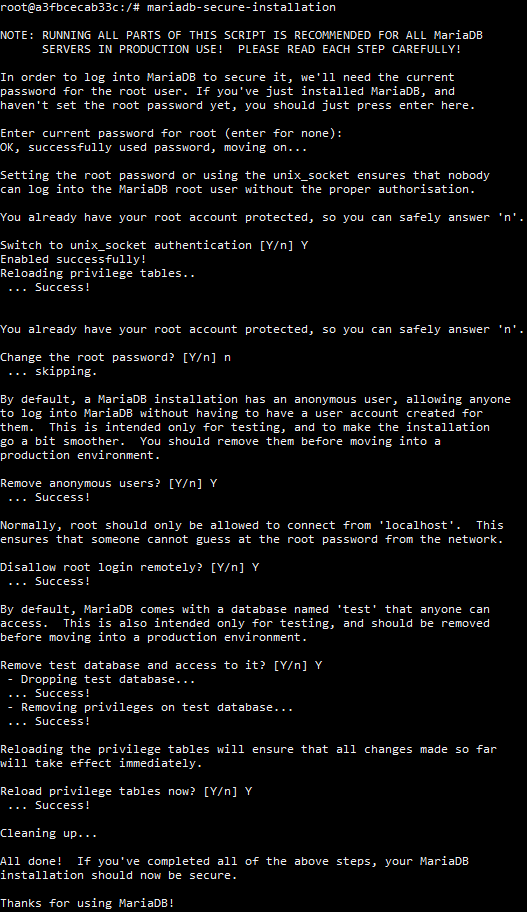 root@a3fbcecab33c:/# mariadb-secure-installation
NOTE: RUNNING ALL PARTS OF THIS SCRIPT IS RECOMMENDED FOR ALL MariaDB
SERVERS IN PRODUCTION USE!  PLEASE READ EACH STEP CAREFULLY!
In order to log into MariaDB to secure it, we'll need the current
password for the root user. If you've just installed MariaDB, and
haven't set the root password yet, you should just press enter here.
Enter current password for root (enter for none):
OK, successfully used password, moving on...
Setting the root password or using the unix_socket ensures that nobody
can log into the MariaDB root user without the proper authorisation.
You already have your root account protected, so you can safely answer 'n'.
Switch to unix_socket authentication [Y/n] Y
Enabled successfully!
Reloading privilege tables..
... Success!
You already have your root account protected, so you can safely answer 'n'.
Change the root password? [Y/n] n
... skipping.
By default, a MariaDB installation has an anonymous user, allowing anyone
to log into MariaDB without having to have a user account created for
them.  This is intended only for testing, and to make the installation
go a bit smoother.  You should remove them before moving into a
production environment.
Remove anonymous users? [Y/n] Y
... Success!
Normally, root should only be allowed to connect from 'localhost'.  This
ensures that someone cannot guess at the root password from the network.
Disallow root login remotely? [Y/n] Y
... Success!
By default, MariaDB comes with a database named 'test' that anyone can
access.  This is also intended only for testing, and should be removed
before moving into a production environment.
Remove test database and access to it? [Y/n] Y
- Dropping test database...
... Success!
- Removing privileges on test database...
... Success!
Reloading the privilege tables will ensure that all changes made so far
will take effect immediately.
Reload privilege tables now? [Y/n] Y
... Success!
Cleaning up...
All done!  If you've completed all of the above steps, your MariaDB
installation should now be secure.
Thanks for using MariaDB!